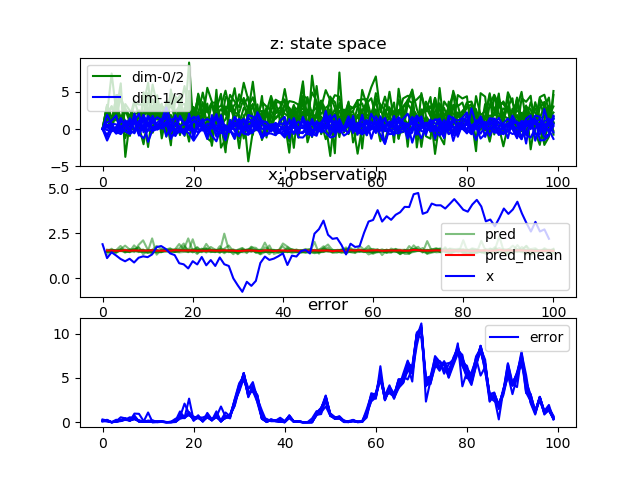 z: state space
dim-0/2
dim-1/2
5
0
−5
0 20 40 60 80 100
x: observation
5.0
2.5
0.0
pred
pred_mean
x
0 20 40 60 80 100
error
10
5
0
error
0 20 40 60 80 100